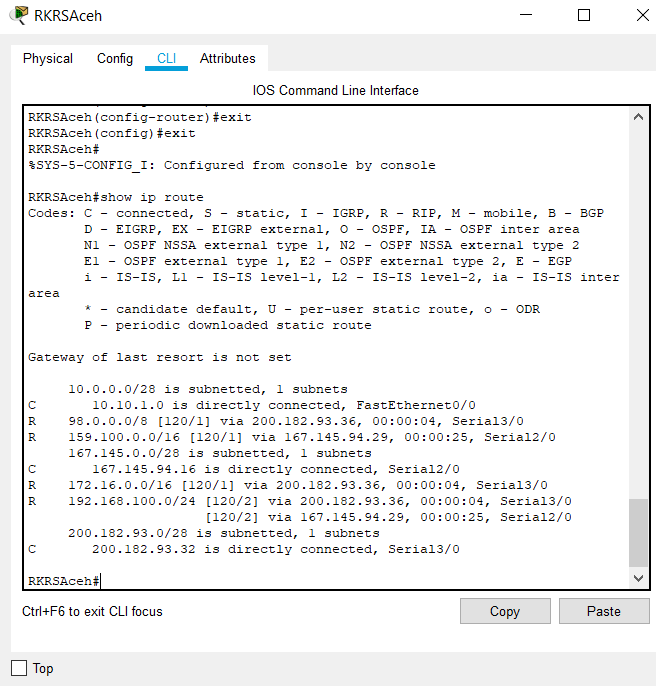 RKRSAceh
Physical Config CLI Attributes
IOS Command Line Interface
RKRSAceh(config-router)#exit
RKRSAceh(config)#exit
RKRSAceh#
%SYS-5-CONFIG_I: Configured from console by console
RKRSAceh#show ip route
Codes: C - connected, S - static, I - IGRP, R - RIP, M - mobile, B - BGP
D - EIGRP, EX - EIGRP external, O - OSPF, IA - OSPF inter area
N1 - OSPF NSSA external type 1, N2 - OSPF NSSA external type 2
E1 - OSPF external type 1, E2 - OSPF external type 2, E - EGP
i - IS-IS, L1 - IS-IS level-1, L2 - IS-IS level-2, ia - IS-IS inter
area
* - candidate default, U - per-user static route, o - ODR
P - periodic downloaded static route
Gateway of last resort is not set
10.0.0.0/28 is subnetted, 1 subnets
C 10.10.1.0 is directly connected, FastEthernet0/0
R 98.0.0.0/8 [120/1] via 200.182.93.36, 00:00:04, Serial3/0
R 159.100.0.0/16 [120/1] via 167.145.94.29, 00:00:25, Serial2/0
167.145.0.0/28 is subnetted, 1 subnets
C 167.145.94.16 is directly connected, Serial2/0
R 172.16.0.0/16 [120/1] via 200.182.93.36, 00:00:04, Serial3/0
R 192.168.100.0/24 [120/2] via 200.182.93.36, 00:00:04, Serial3/0
[120/2] via 167.145.94.29, 00:00:25, Serial2/0
200.182.93.0/28 is subnetted, 1 subnets
C 200.182.93.32 is directly connected, Serial3/0
RKRSAceh#
Ctrl+F6 to exit CLI focus
Copy Paste
Top